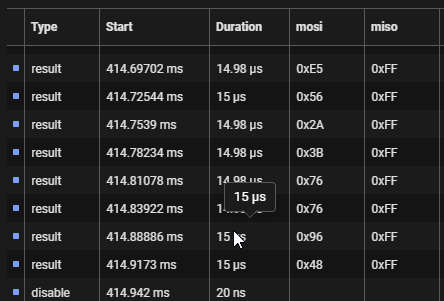 Type Start Duration mosi miso
result 414.69702 ms 14.98 μs 0xE5 0xFF
result 414.72544 ms 15 μs 0x56 0xFF
result 414.7539 ms 14.98 μs 0x2A 0xFF
result 414.78234 ms 14.98 μs 0x3B 0xFF
result 414.81078 ms 14.98 μs 0x76 0xFF
15 μs
result 414.83922 ms 0x76 0xFF
result 414.88886 ms 15 μs 0x96 0xFF
result 414.9173 ms 15 μs 0x48 0xFF
disable 414.942 ms 20 ns